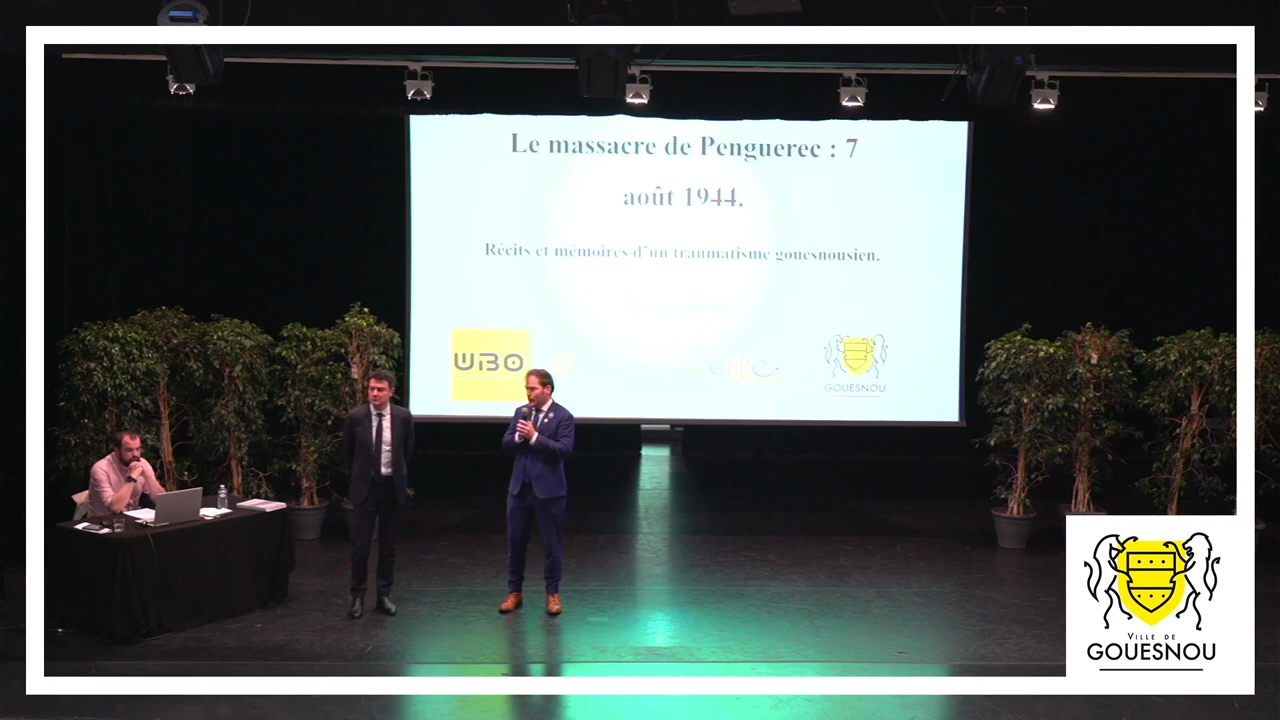 Le massacre de Penguerec : 7
août 1944.
Récits et mémoires d'un traumatisme gouesnousien.
UBO
GOUESNOU
VILLE DE
GOUESNOU